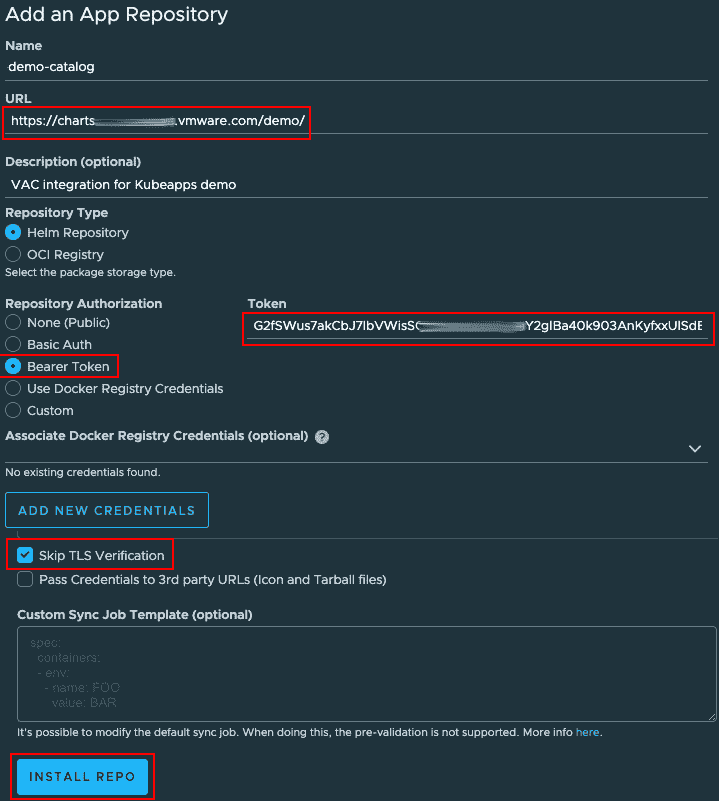 Add an App Repository
Name
demo-catalog
URL
https://charts .vmware.com/demo/
Description (optional)
VAC integration for Kubeapps demo
Repository Type
Helm Repository
OCI Registry
Select the package storage type.
Repository Authorization
Token
None (Public)
G2fSWus7akCbJ7lbVWisS Y2glBa40k903AnKyfxxUISdE
Basic Auth
Bearer Token
Use Docker Registry Credentials
Custom
Associate Docker Registry Credentials (optional) ?
No existing credentials found.
ADD NEW CREDENTIALS
Skip TLS Verification
Pass Credentials to 3rd party URLs (Icon and Tarball files)
Custom Sync Job Template (optional)
spec:
containers:
- env:
- name: FOO
value: BAR
It's possible to modify the default sync job. When doing this, the pre-validation is not supported. More info here.
INSTALL REPO